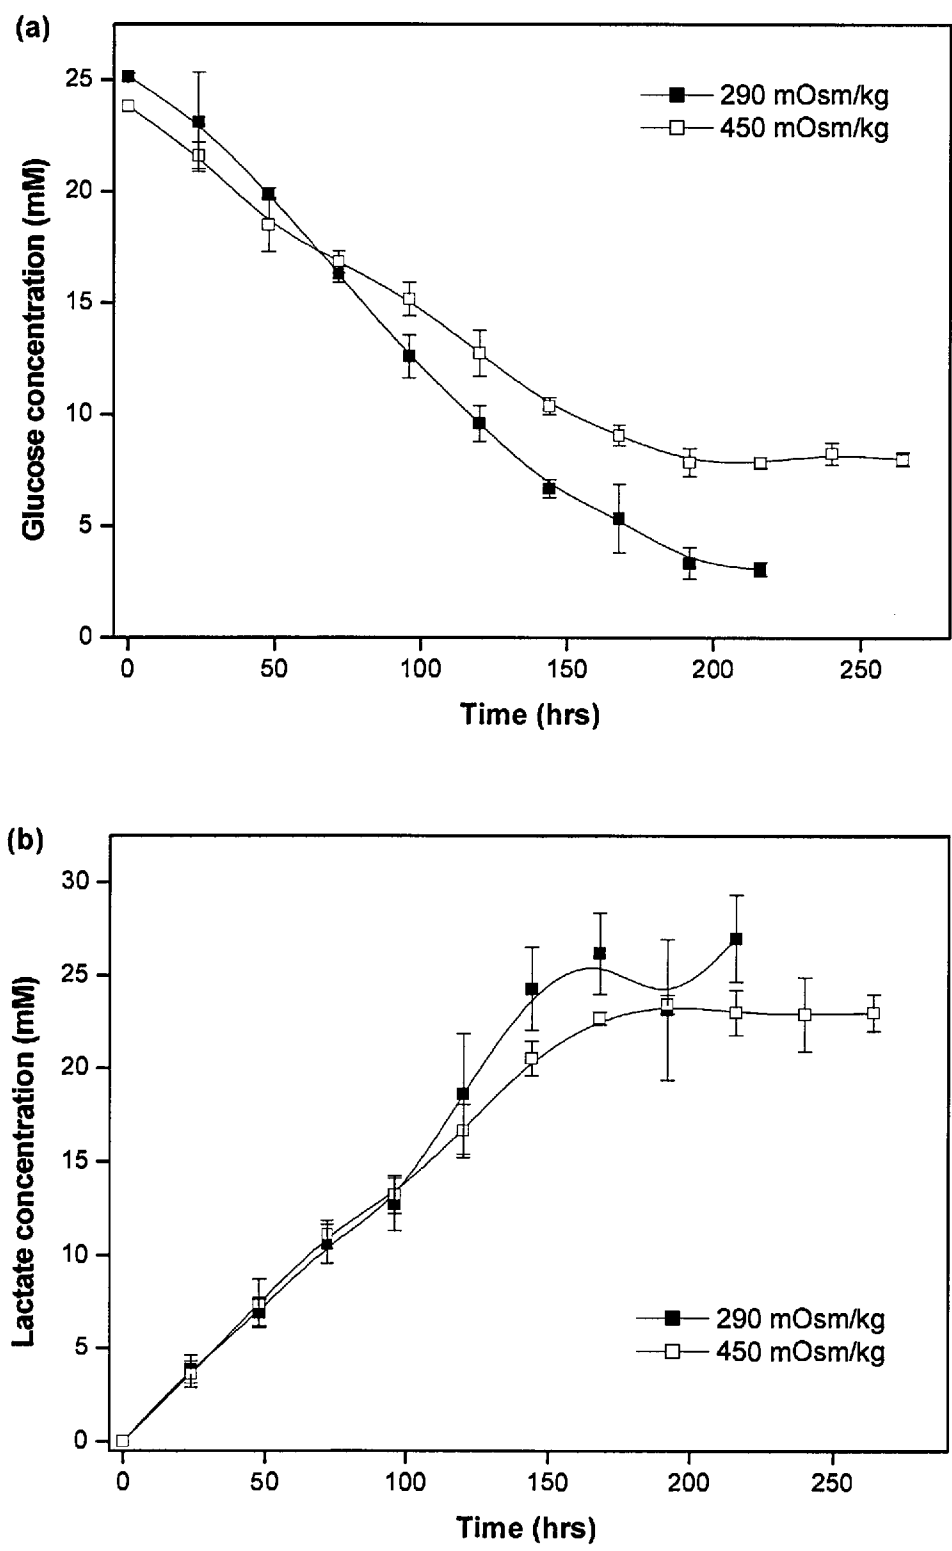 (a)
25
20
15
10
5
0
Glucose concentration (mM)
290 mOsm/kg
450 mOsm/kg
0 50 100 150 200 250
Time (hrs)
(b)
30
25
20
15
10
5
0
Lactate concentration (mM)
290 mOsm/kg
450 mOsm/kg
0 50 100 150 200 250
Time (hrs)